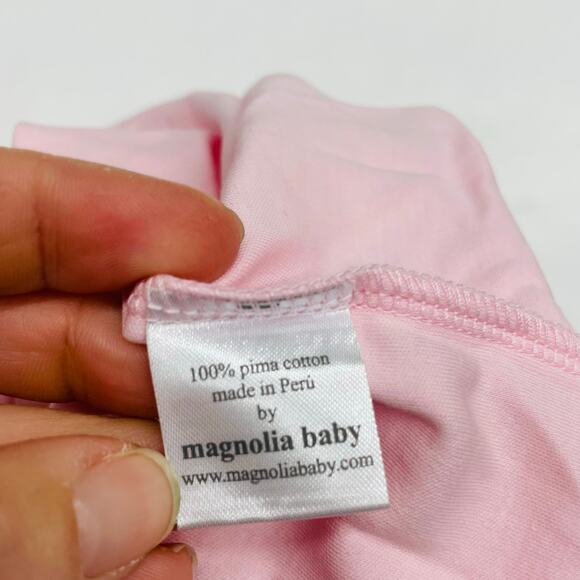 100% pima cotton
made in Perú
by
magnolia baby
www.magnoliababy.com